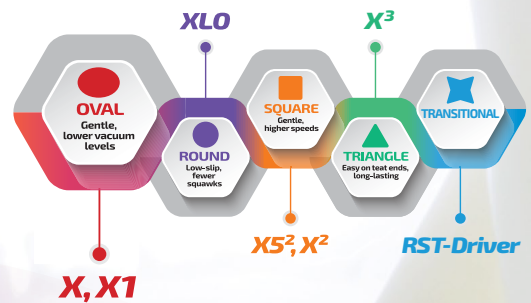 XLO
X³
OVAL
Gentle,
lower vacuum
levels
ROUND
Low-slip,
fewer
squawks
SQUARE
Gentle,
higher speeds
TRIANGLE
Easy on teat ends,
long-lasting
TRANSITIONAL
X, X1
X5², X²
RST-Driver